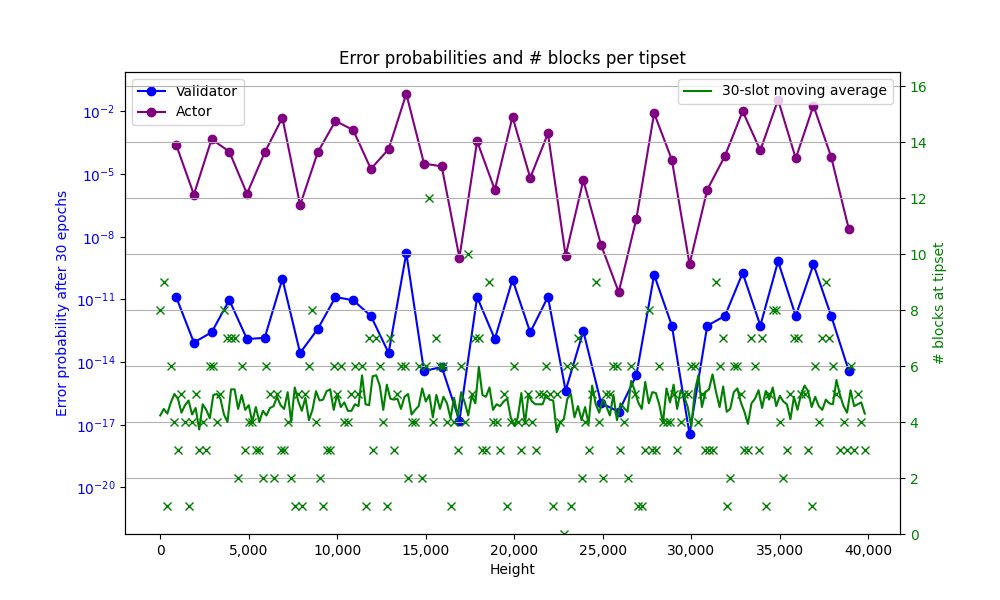 Error probabilities and # blocks per tipset
Validator
Actor
30-slot moving average
Error probability after 30 epochs
10⁻²
10⁻⁵
10⁻⁸
10⁻¹¹
10⁻¹⁴
10⁻¹⁷
10⁻²⁰
16
14
12
10
8
6
4
2
0
# blocks at tipset
0 5,000 10,000 15,000 20,000 25,000 30,000 35,000 40,000
Height